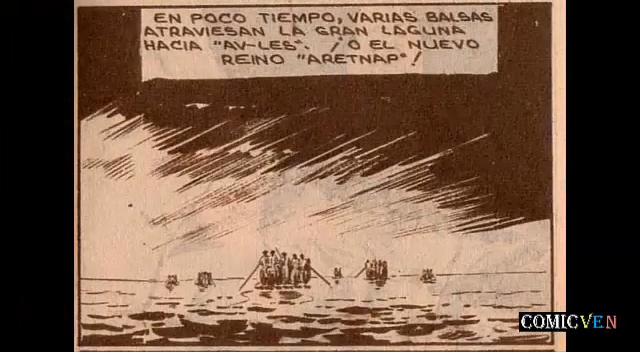 EN POCO TIEMPO, VARIAS BALSAS
ATRAVIESAN LA GRAN LAGUNA
HACIA "AV-LES". ¡O EL NUEVO
REINO "ARETNAP"!
COMICVEN